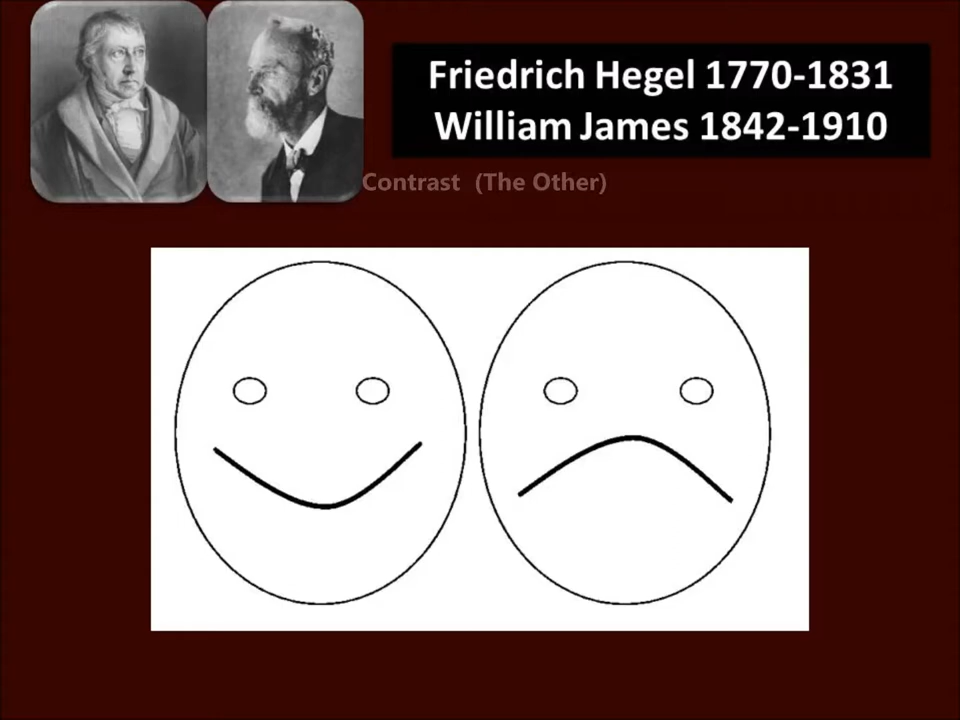 Friedrich Hegel 1770-1831
William James 1842-1910
Contrast (The Other)